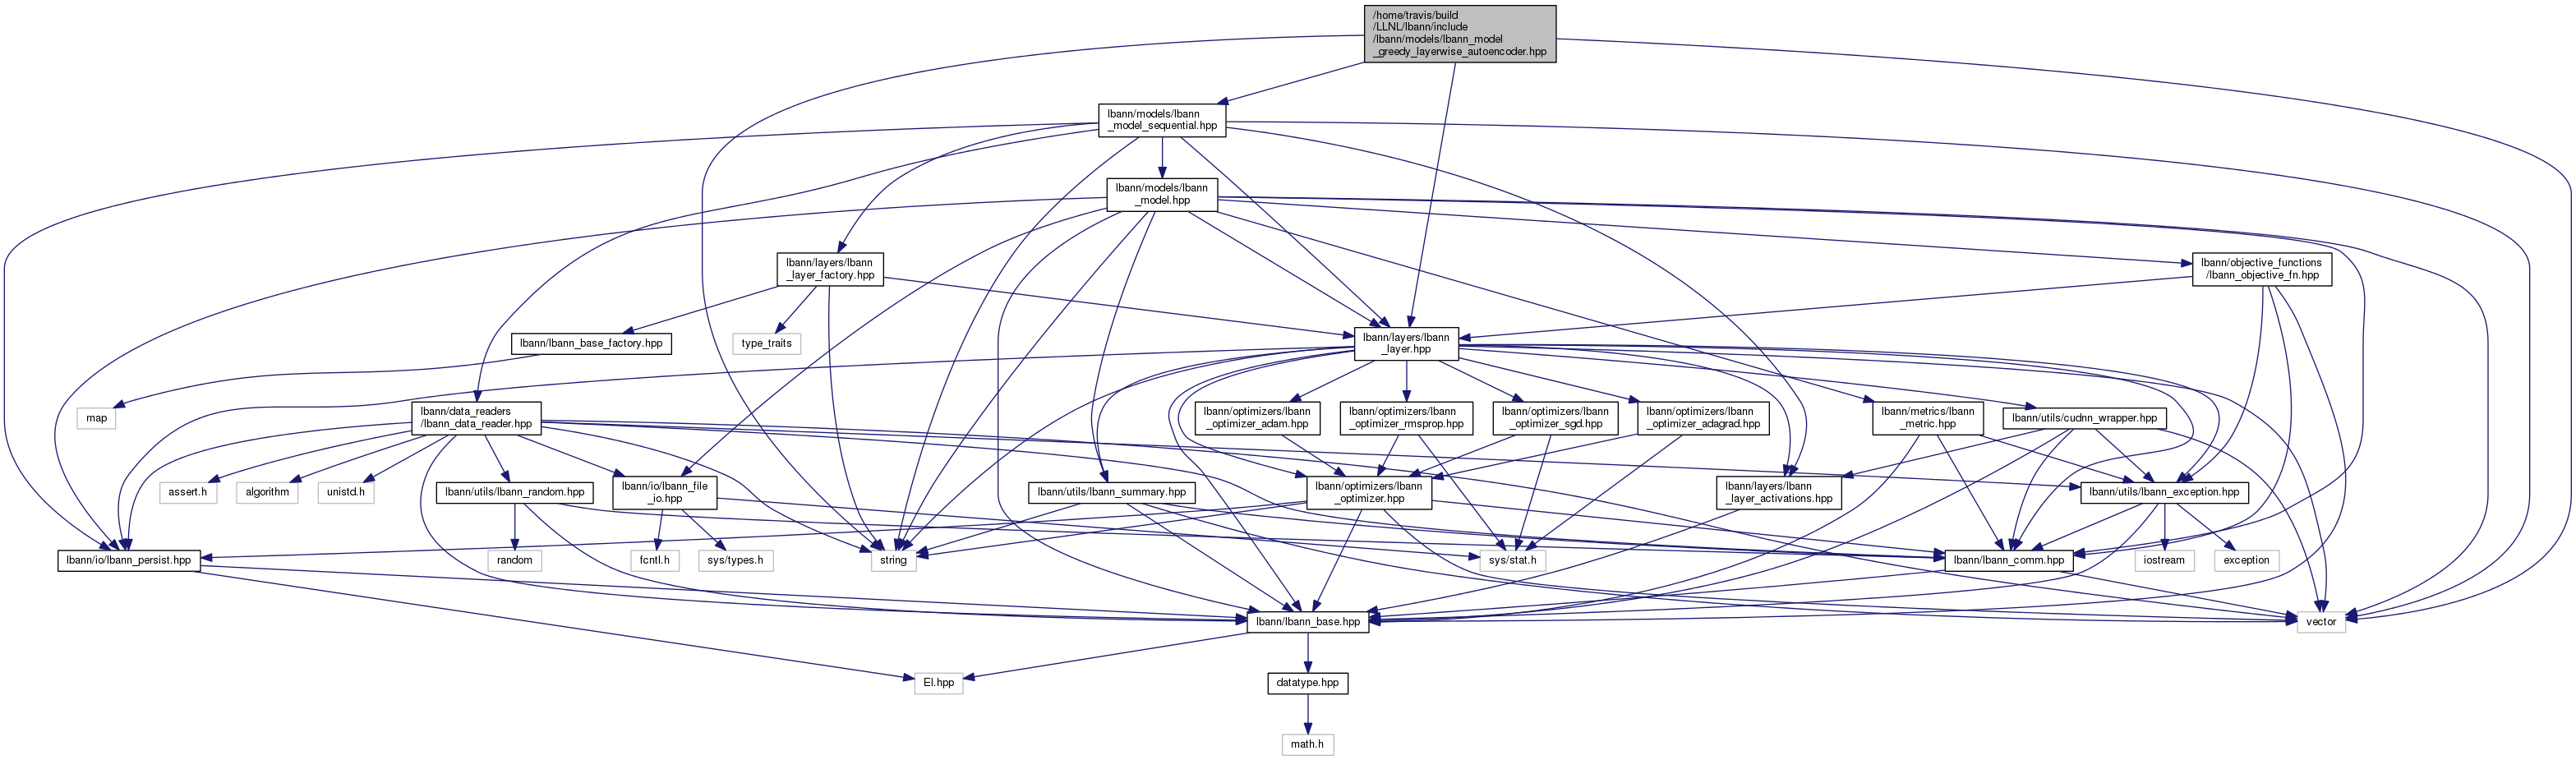 /home/travis/build
/LLNL/lbann/include
/lbann/models/lbann_model
_greedy_layerwise_autoencoder.hpp
lbann/models/lbann
_model_sequential.hpp
lbann/models/lbann
_model.hpp
lbann/layers/lbann
_layer_factory.hpp
lbann/objective_functions
/lbann_objective_fn.hpp
lbann/lbann_base_factory.hpp
type_traits
lbann/layers/lbann
_layer.hpp
map
lbann/data_readers
/lbann_data_reader.hpp
lbann/optimizers/lbann
_optimizer_adam.hpp
lbann/optimizers/lbann
_optimizer_rmsprop.hpp
lbann/optimizers/lbann
_optimizer_sgd.hpp
lbann/optimizers/lbann
_optimizer_adagrad.hpp
lbann/metrics/lbann
_metric.hpp
lbann/utils/cudnn_wrapper.hpp
assert.h
algorithm
unistd.h
lbann/utils/lbann_random.hpp
lbann/io/lbann_file
_io.hpp
lbann/utils/lbann_summary.hpp
lbann/optimizers/lbann
_optimizer.hpp
lbann/layers/lbann
_layer_activations.hpp
lbann/utils/lbann_exception.hpp
lbann/io/lbann_persist.hpp
random
fcntl.h
sys/types.h
string
sys/stat.h
lbann/lbann_comm.hpp
iostream
exception
lbann/lbann_base.hpp
vector
El.hpp
datatype.hpp
math.h